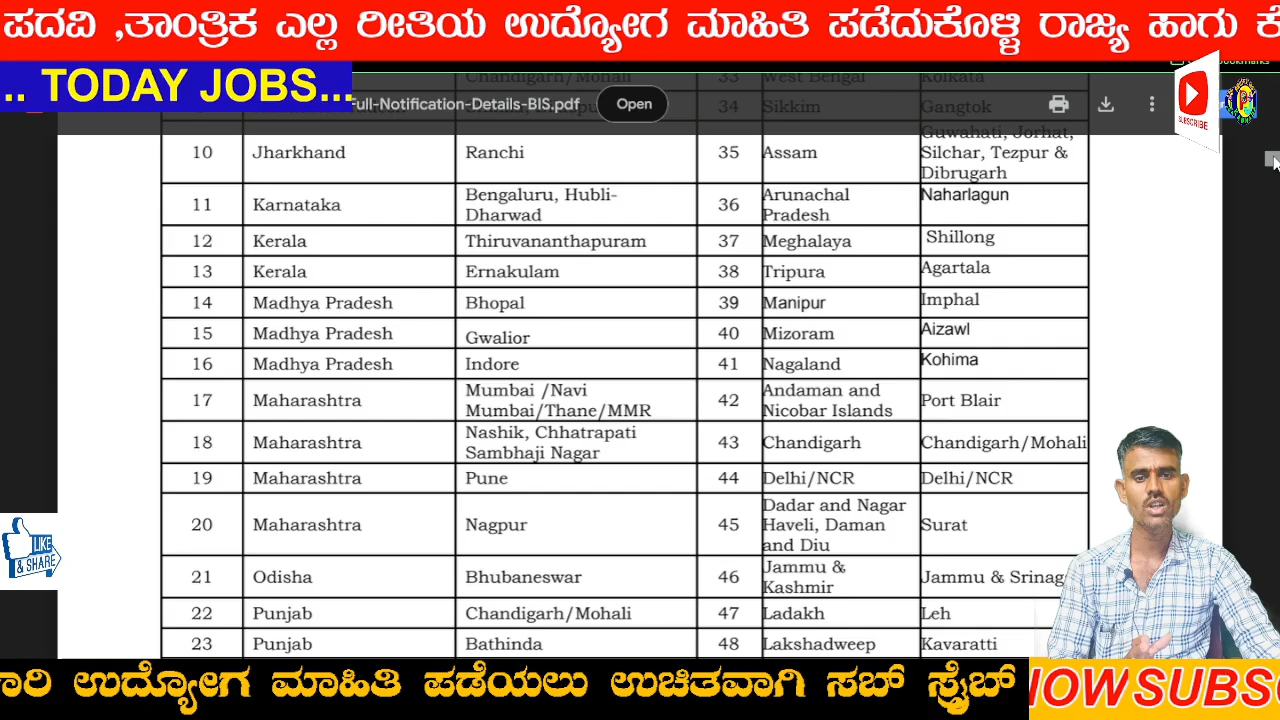 ಪದವಿ ,ತಾಂತ್ರಿಕ ಎಲ್ಲ ರೀತಿಯ ಉದ್ಯೋಗ ಮಾಹಿತಿ ಪಡೆದುಕೊಳ್ಳಿ ರಾಜ್ಯ ಹಾಗು
.. TODAY JOBS...
Chandigarh/Mohali 33 West Bengal Kolkata
Full-Notification-Details-BIS.pdf Open
34 Sikkim Gangtok
SUBSCRIBE
10 Jharkhand Ranchi 35 Assam Guwahati, Jorhat, Silchar, Tezpur & Dibrugarh
11 Karnataka Bengaluru, Hubli-Dharwad 36 Arunachal Pradesh Naharlagun
12 Kerala Thiruvananthapuram 37 Meghalaya Shillong
13 Kerala Ernakulam 38 Tripura Agartala
14 Madhya Pradesh Bhopal 39 Manipur Imphal
15 Madhya Pradesh Gwalior 40 Mizoram Aizawl
16 Madhya Pradesh Indore 41 Nagaland Kohima
17 Maharashtra Mumbai /Navi Mumbai/Thane/MMR 42 Andaman and Nicobar Islands Port Blair
18 Maharashtra Nashik, Chhatrapati Sambhaji Nagar 43 Chandigarh Chandigarh/Mohali
19 Maharashtra Pune 44 Delhi/NCR Delhi/NCR
20 Maharashtra Nagpur 45 Dadar and Nagar Haveli, Daman and Diu Surat
21 Odisha Bhubaneswar 46 Jammu & Kashmir Jammu & Srinag
22 Punjab Chandigarh/Mohali 47 Ladakh Leh
23 Punjab Bathinda 48 Lakshadweep Kavaratti
LIKE
& SHARE
ಾರಿ ಉದ್ಯೋಗ ಮಾಹಿತಿ ಪಡೆಯಲು ಉಚಿತವಾಗಿ ಸಬ್ ಸ್ಕ್ರೈಬ್
NOW SUBSC